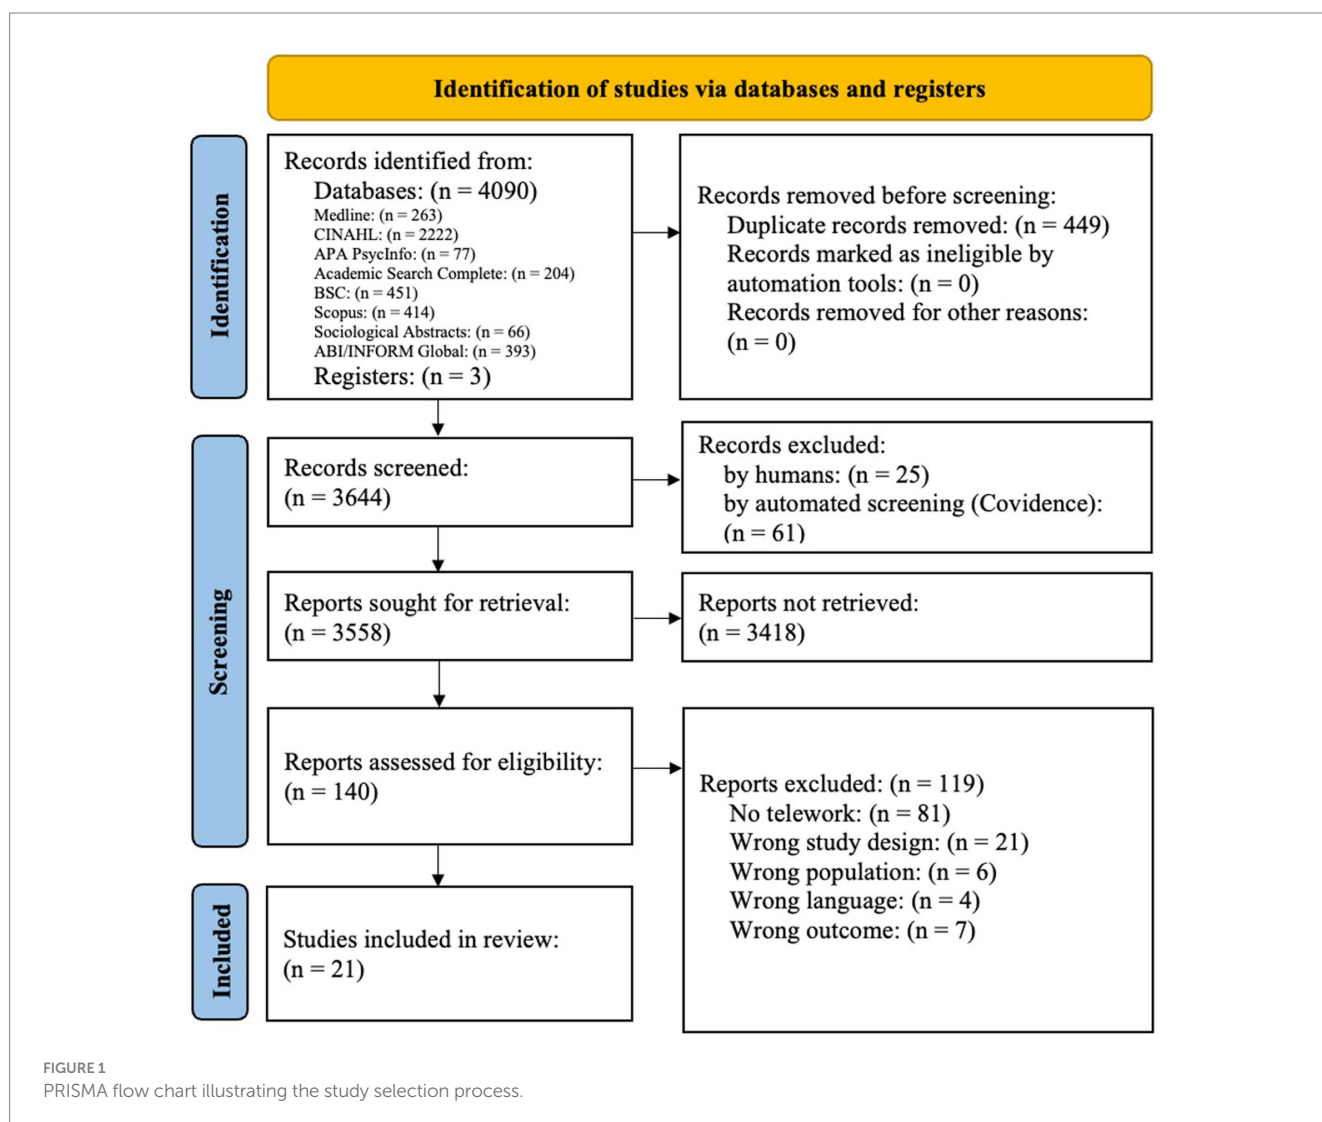 Identification of studies via databases and registers
Identification
Records identified from:
Databases: (n = 4090)
Medline: (n = 263)
CINAHL: (n = 2222)
APA PsycInfo: (n = 77)
Academic Search Complete: (n = 204)
BSC: (n = 451)
Scopus: (n = 414)
Sociological Abstracts: (n = 66)
ABI/INFORM Global: (n = 393)
Registers: (n = 3)
Records removed before screening:
Duplicate records removed: (n = 449)
Records marked as ineligible by
automation tools: (n = 0)
Records removed for other reasons:
(n = 0)
Screening
Records screened:
(n = 3644)
Records excluded:
by humans: (n = 25)
by automated screening (Covidence):
(n = 61)
Reports sought for retrieval:
(n = 3558)
Reports not retrieved:
(n = 3418)
Reports assessed for eligibility:
(n = 140)
Reports excluded: (n = 119)
No telework: (n = 81)
Wrong study design: (n = 21)
Wrong population: (n = 6)
Wrong language: (n = 4)
Wrong outcome: (n = 7)
Included
Studies included in review:
(n = 21)
FIGURE 1
PRISMA flow chart illustrating the study selection process.